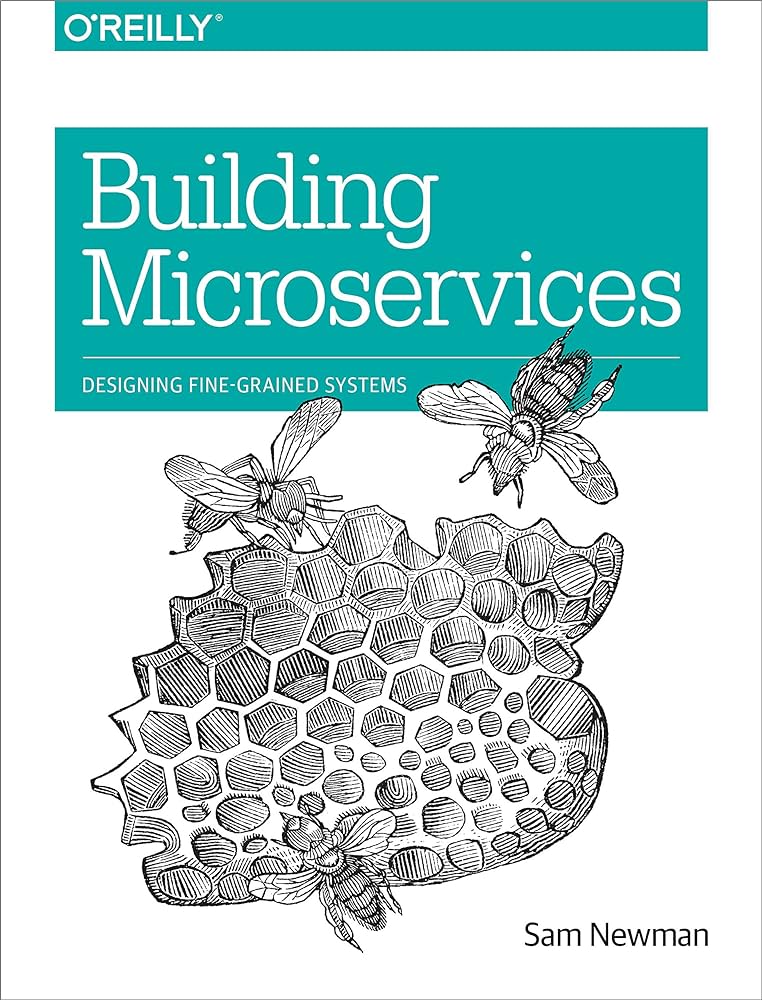 O'REILLY®
Building
Microservices
DESIGNING FINE-GRAINED SYSTEMS
Sam Newman